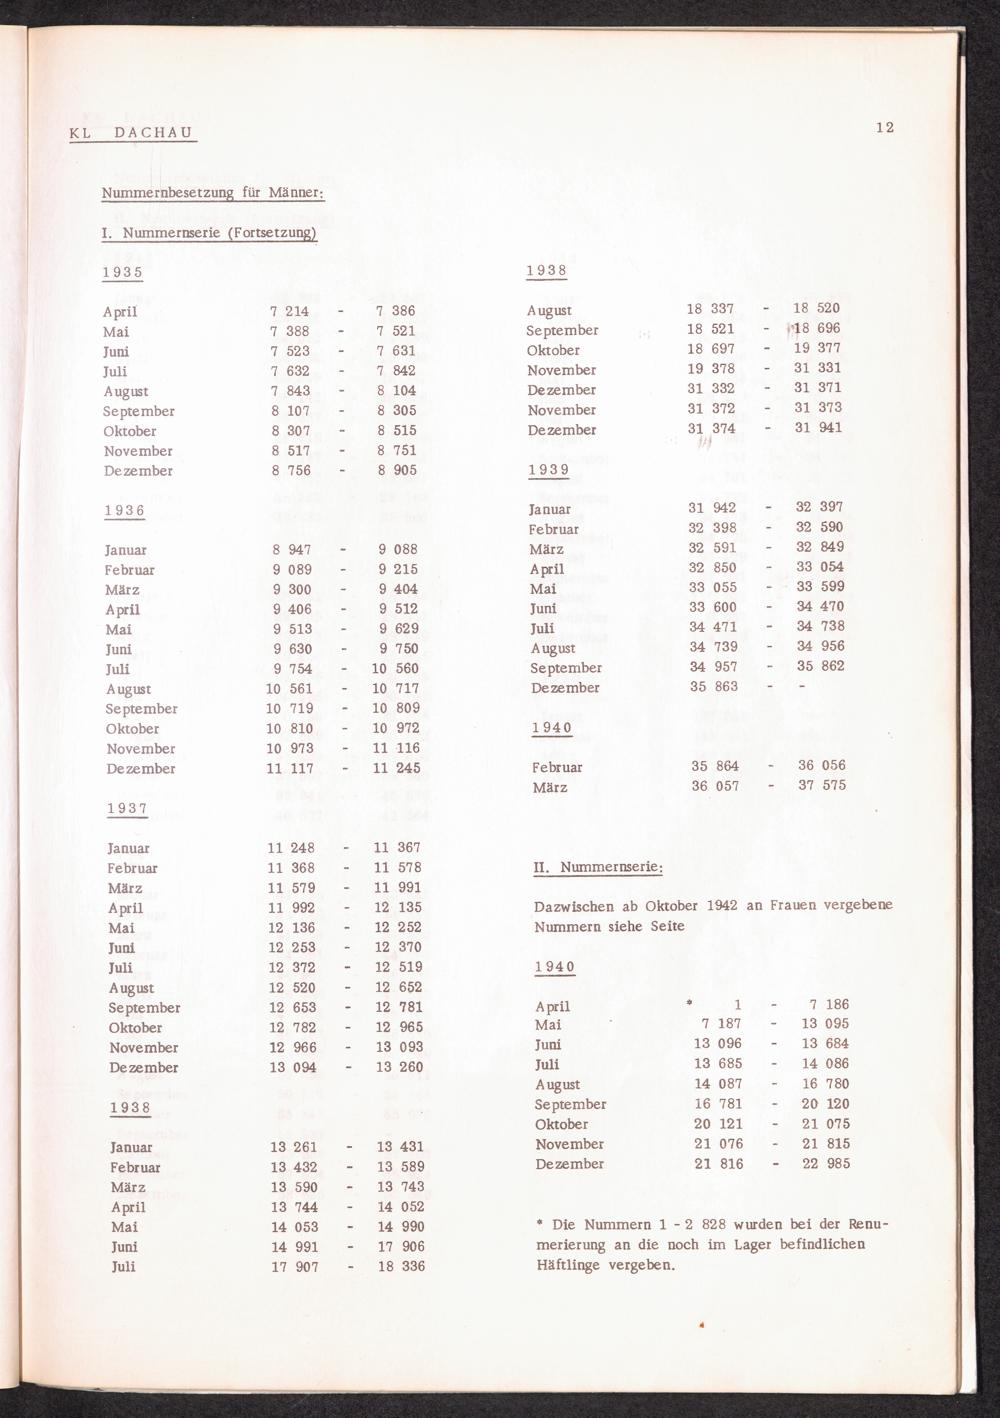 KL DACHAU
12
Nummernbesetzung für Männer:
I. Nummernserie (Fortsetzung)
1935
April 7 214 - 7 386
Mai 7 388 - 7 521
Juni 7 523 - 7 631
Juli 7 632 - 7 842
August 7 843 - 8 104
September 8 107 - 8 305
Oktober 8 307 - 8 515
November 8 517 - 8 751
Dezember 8 756 - 8 905
1936
Januar 8 947 - 9 088
Februar 9 089 - 9 215
März 9 300 - 9 404
April 9 406 - 9 512
Mai 9 513 - 9 629
Juni 9 630 - 9 750
Juli 9 754 - 10 560
August 10 561 - 10 717
September 10 719 - 10 809
Oktober 10 810 - 10 972
November 10 973 - 11 116
Dezember 11 117 - 11 245
1937
Januar 11 248 - 11 367
Februar 11 368 - 11 578
März 11 579 - 11 991
April 11 992 - 12 135
Mai 12 136 - 12 252
Juni 12 253 - 12 370
Juli 12 372 - 12 519
August 12 520 - 12 652
September 12 653 - 12 781
Oktober 12 782 - 12 965
November 12 966 - 13 093
Dezember 13 094 - 13 260
1938
Januar 13 261 - 13 431
Februar 13 432 - 13 589
März 13 590 - 13 743
April 13 744 - 14 052
Mai 14 053 - 14 990
Juni 14 991 - 17 906
Juli 17 907 - 18 336
1938
August 18 337 - 18 520
September 18 521 - 18 696
Oktober 18 697 - 19 377
November 19 378 - 31 331
Dezember 31 332 - 31 371
November 31 372 - 31 373
Dezember 31 374 - 31 941
1939
Januar 31 942 - 32 397
Februar 32 398 - 32 590
März 32 591 - 32 849
April 32 850 - 33 054
Mai 33 055 - 33 599
Juni 33 600 - 34 470
Juli 34 471 - 34 738
August 34 739 - 34 956
September 34 957 - 35 862
Dezember 35 863 - -
1940
Februar 35 864 - 36 056
März 36 057 - 37 575
II. Nummernserie:
Dazwischen ab Oktober 1942 an Frauen vergebene
Nummern siehe Seite
1940
April * 1 - 7 186
Mai 7 187 - 13 095
Juni 13 096 - 13 684
Juli 13 685 - 14 086
August 14 087 - 16 780
September 16 781 - 20 120
Oktober 20 121 - 21 075
November 21 076 - 21 815
Dezember 21 816 - 22 985
* Die Nummern 1 - 2 828 wurden bei der Renu-
merierung an die noch im Lager befindlichen
Häftlinge vergeben.